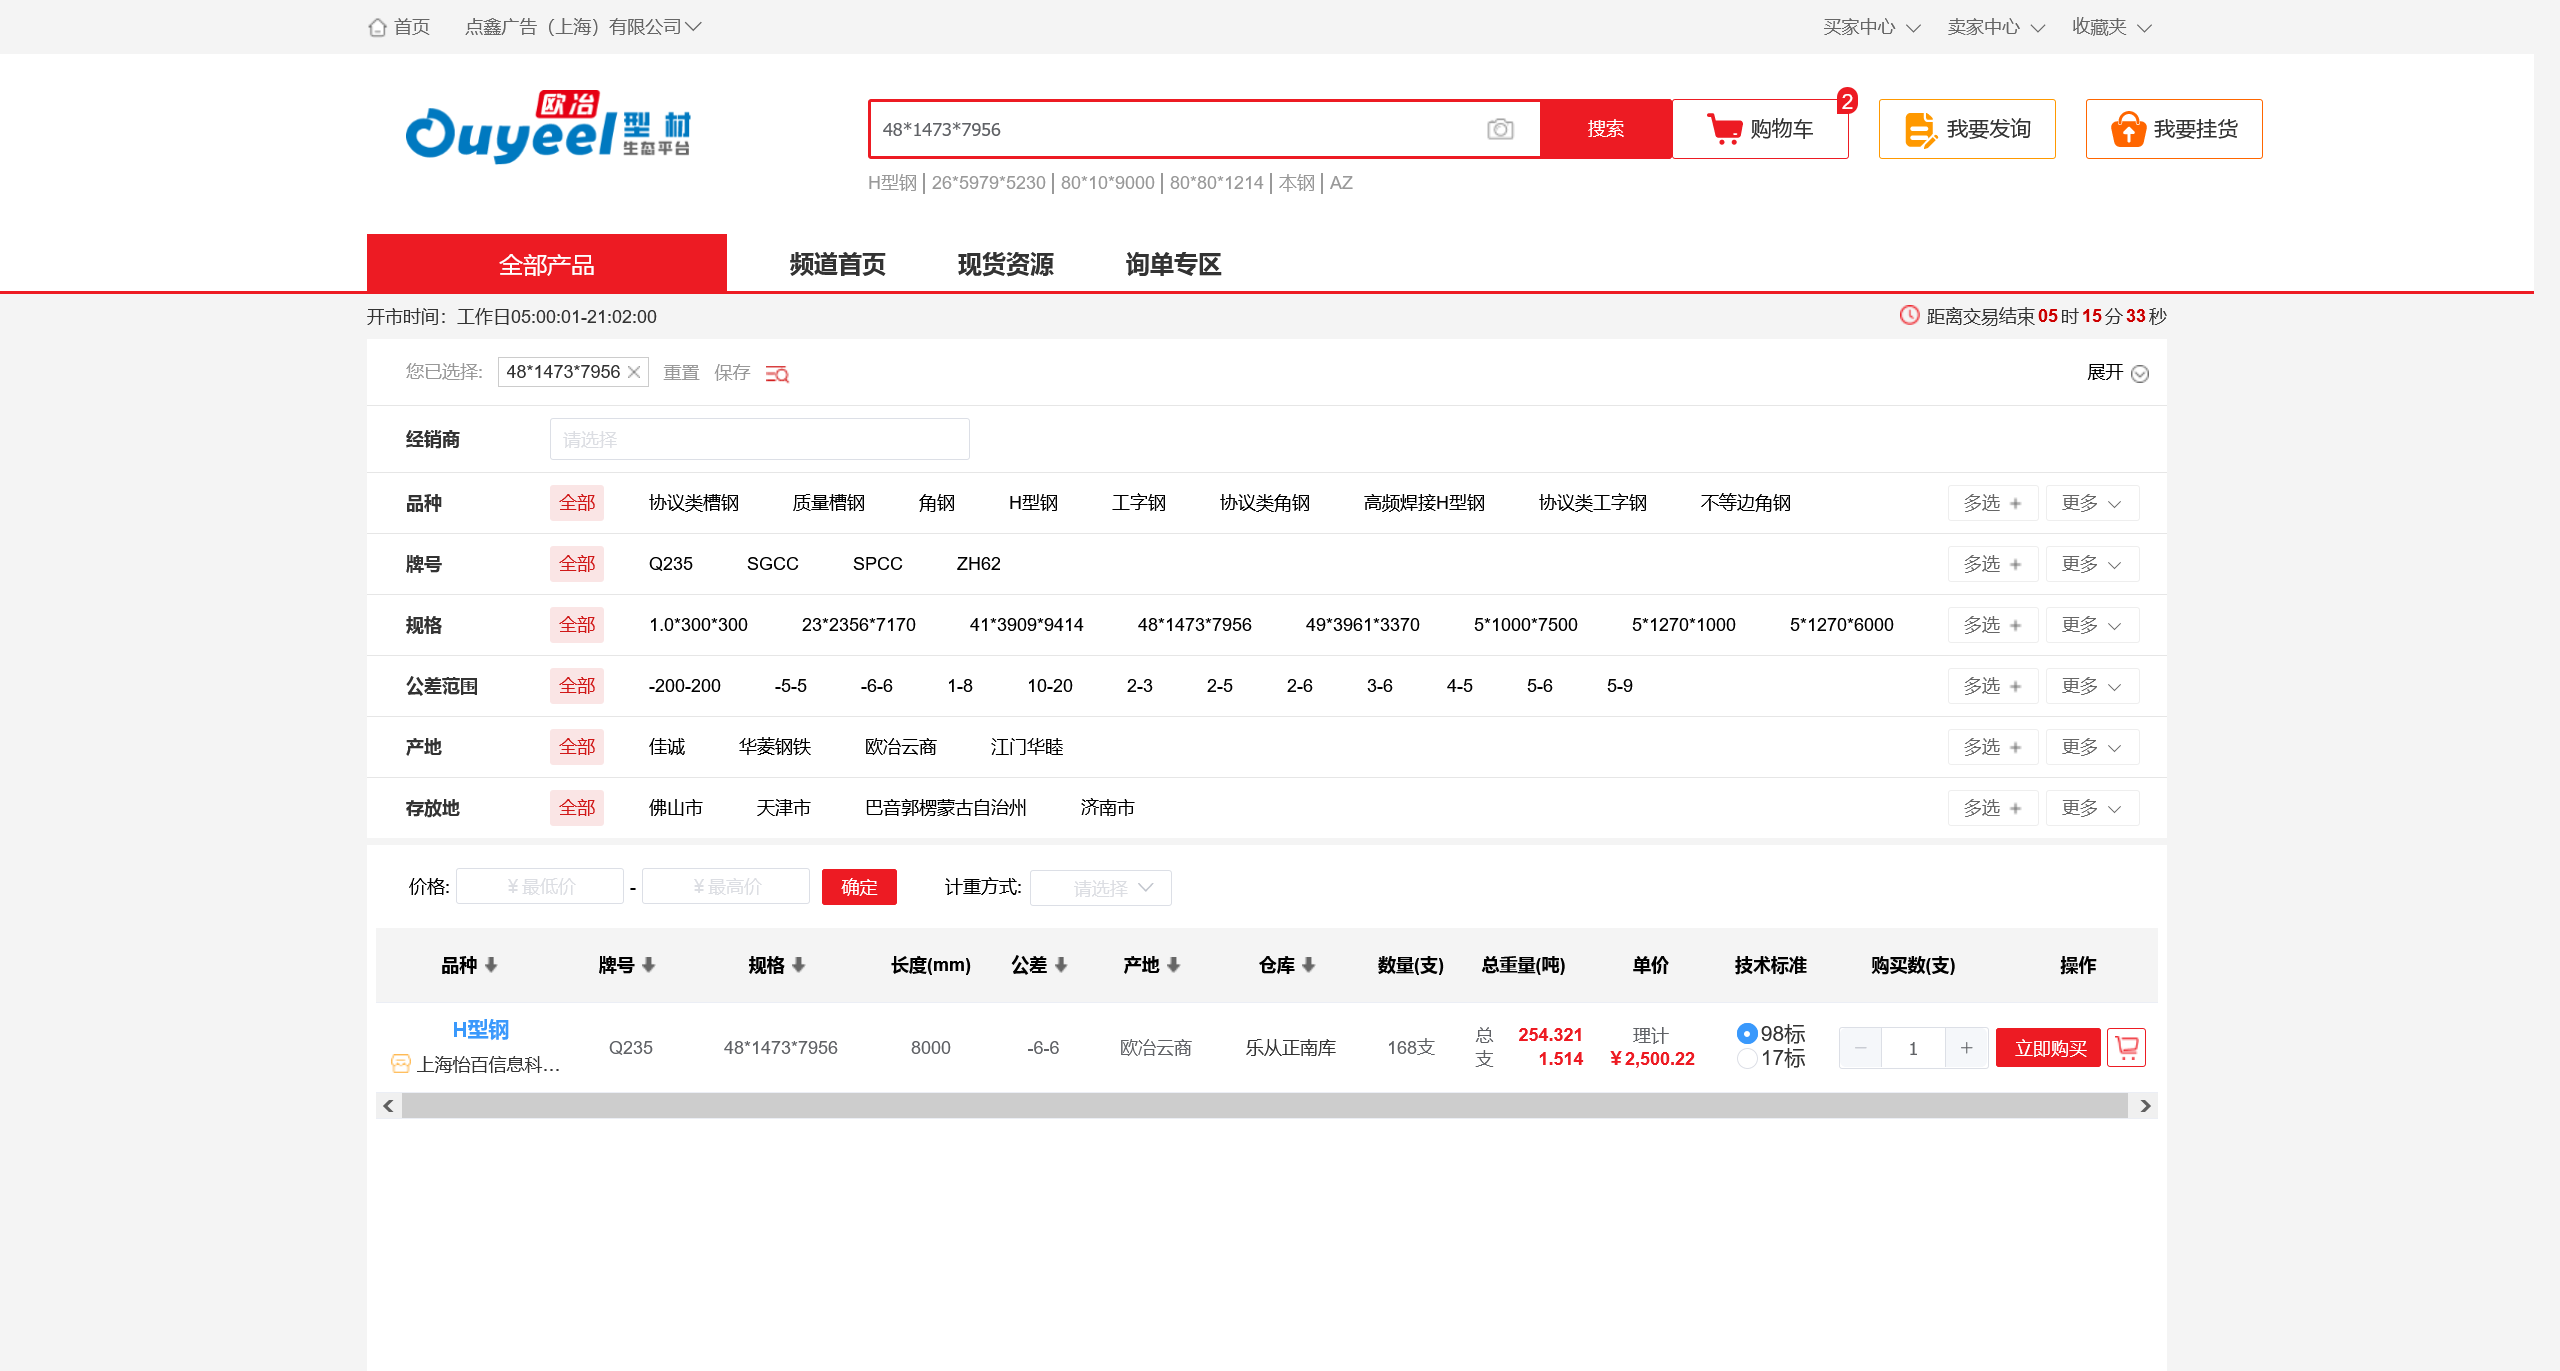 首页 点鑫广告（上海）有限公司 买家中心 卖家中心 收藏夹
欧冶 Ouyeel 型材 生态平台
48*1473*7956 搜索 购物车 2 我要发询 我要挂货
H型钢 | 26*5979*5230 | 80*10*9000 | 80*80*1214 | 本钢 | AZ
全部产品 频道首页 现货资源 询单专区
开市时间：工作日05:00:01-21:02:00 距离交易结束 05 时 15 分 33 秒
您已选择: 48*1473*7956 重置 保存 展开
经销商 请选择
品种 全部 协议类槽钢 质量槽钢 角钢 H型钢 工字钢 协议类角钢 高频焊接H型钢 协议类工字钢 不等边角钢 多选 + 更多
牌号 全部 Q235 SGCC SPCC ZH62 多选 + 更多
规格 全部 1.0*300*300 23*2356*7170 41*3909*9414 48*1473*7956 49*3961*3370 5*1000*7500 5*1270*1000 5*1270*6000 多选 + 更多
公差范围 全部 -200-200 -5-5 -6-6 1-8 10-20 2-3 2-5 2-6 3-6 4-5 5-6 5-9 多选 + 更多
产地 全部 佳诚 华菱钢铁 欧冶云商 江门华睦 多选 + 更多
存放地 全部 佛山市 天津市 巴音郭楞蒙古自治州 济南市 多选 + 更多
价格: ¥ 最低价 - ¥ 最高价 确定 计重方式: 请选择
品种 牌号 规格 长度(mm) 公差 产地 仓库 数量(支) 总重量(吨) 单价 技术标准 购买数(支) 操作
H型钢 上海怡百信息科... Q235 48*1473*7956 8000 -6-6 欧冶云商 乐从正南库 168支 总 254.321 支 1.514 理计 ¥2,500.22 98标 17标 − 1 + 立即购买